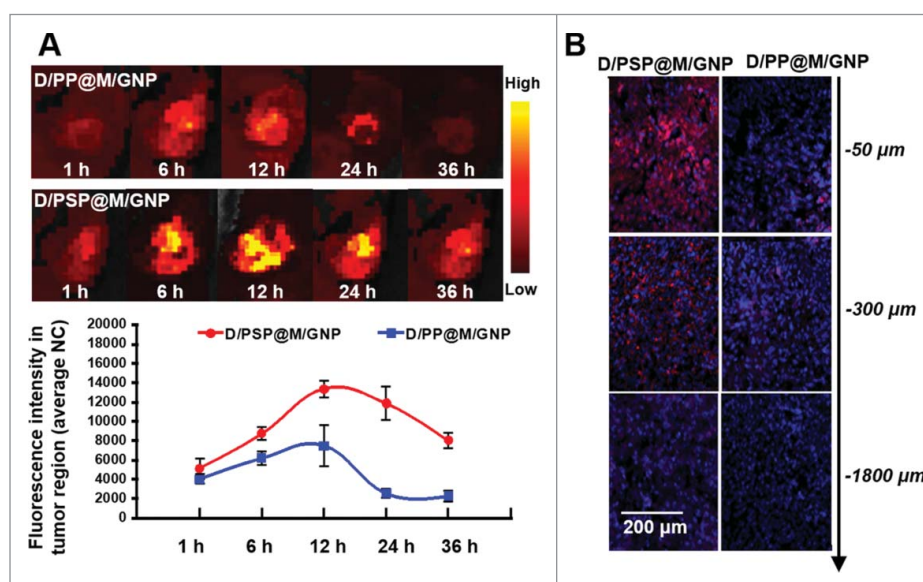 A
D/PP@M/GNP
1 h 6 h 12 h 24 h 36 h
D/PSP@M/GNP
1 h 6 h 12 h 24 h 36 h
High
Low
Fluorescence intensity in
tumor region (average NC)
20000
18000
16000
14000
12000
10000
8000
6000
4000
2000
0
D/PSP@M/GNP D/PP@M/GNP
1 h 6 h 12 h 24 h 36 h
B
D/PSP@M/GNP D/PP@M/GNP
-50 μm
-300 μm
-1800 μm
200 μm